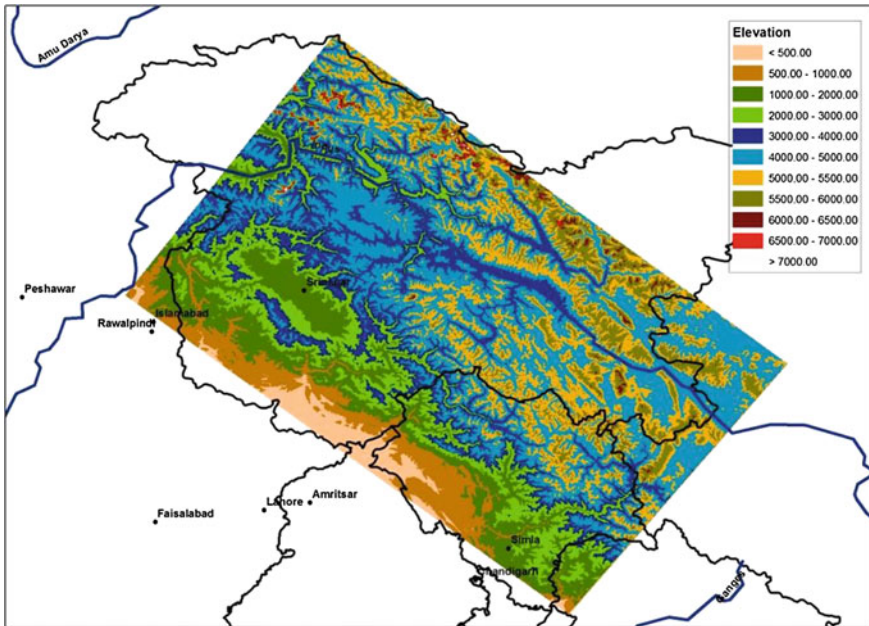 Amu Darya
Elevation
< 500.00
500.00 - 1000.00
1000.00 - 2000.00
2000.00 - 3000.00
3000.00 - 4000.00
4000.00 - 5000.00
5000.00 - 5500.00
5500.00 - 6000.00
6000.00 - 6500.00
6500.00 - 7000.00
> 7000.00
Indus
Srinagar
Peshawar
Islamabad
Rawalpindi
Lahore
Amritsar
Faisalabad
Simla
Chandigarh
Ganges